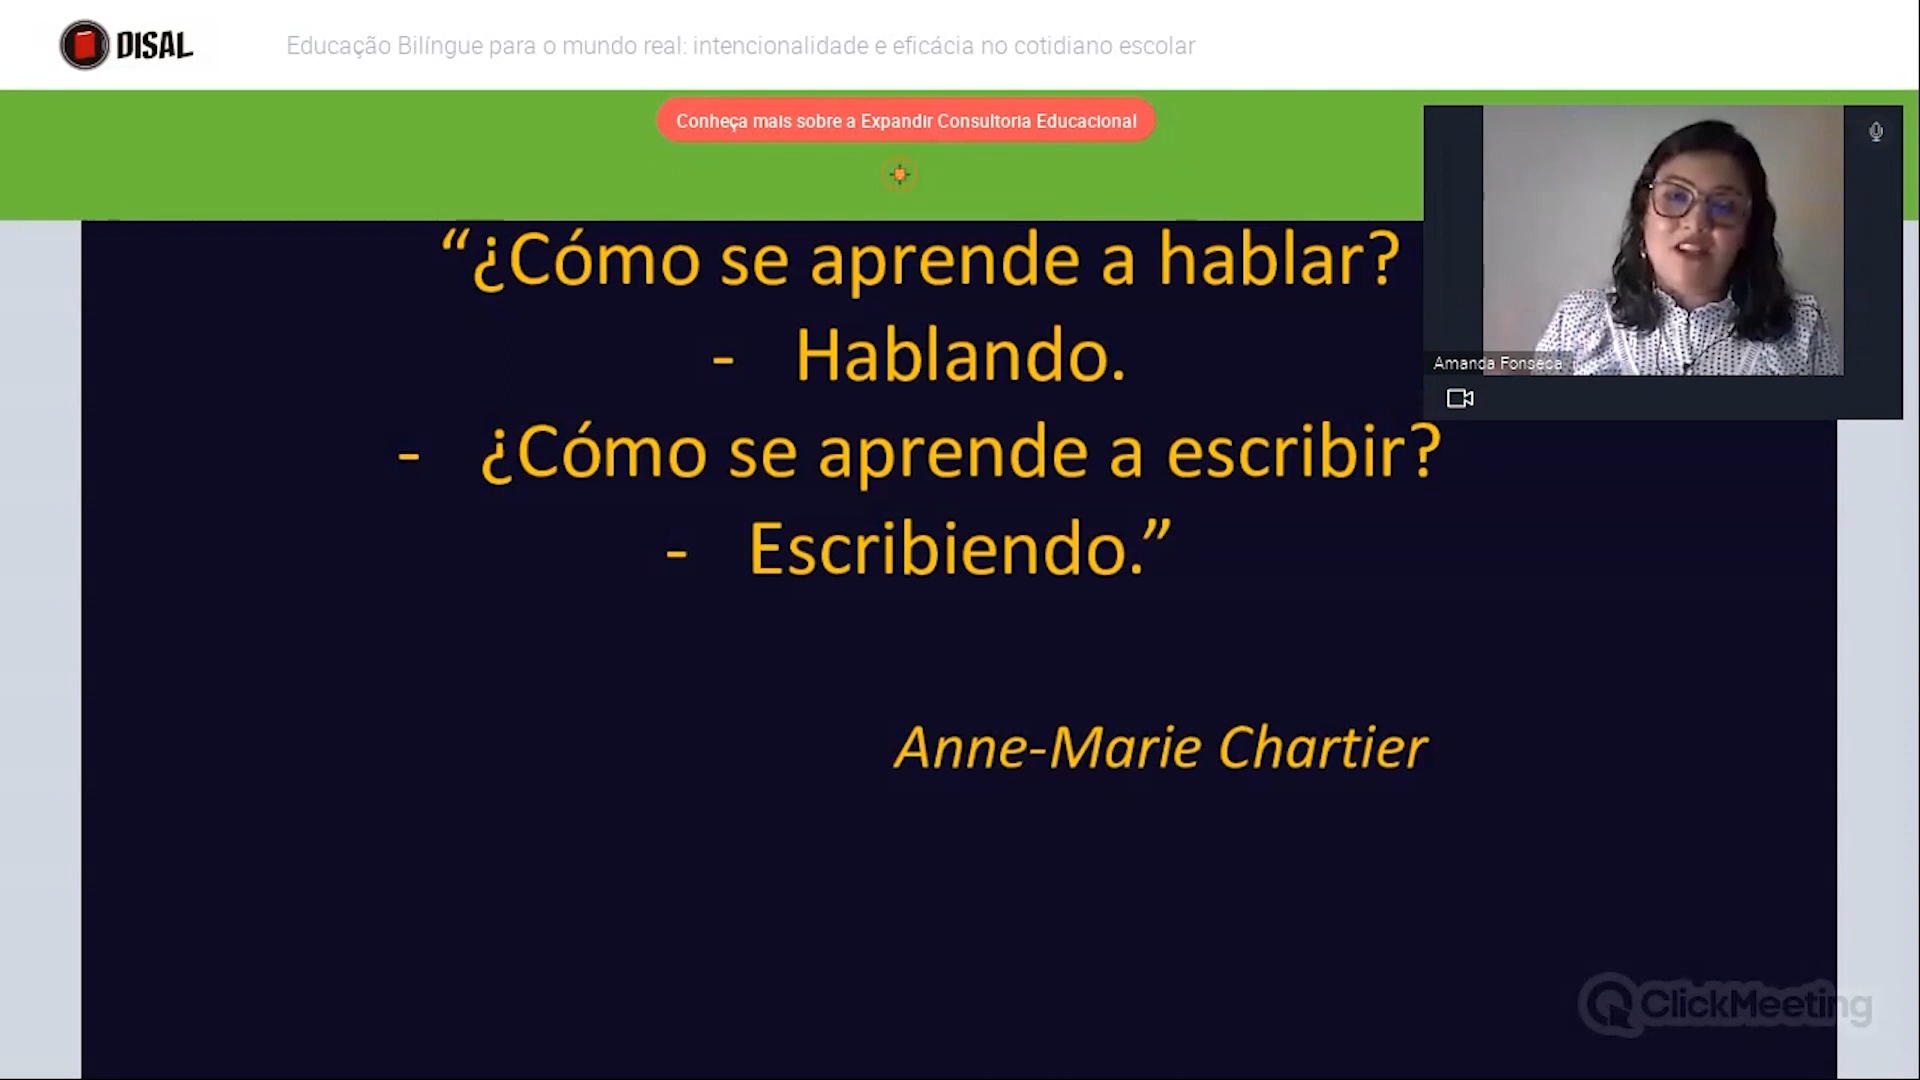 DISAL
Educação Bilíngue para o mundo real: intencionalidade e eficácia no cotidiano escolar
Conheça mais sobre a Expandir Consultoria Educacional
Amanda Fonseca
“¿Cómo se aprende a hablar?
- Hablando.
- ¿Cómo se aprende a escribir?
- Escribiendo.”
Anne-Marie Chartier
ClickMeeting